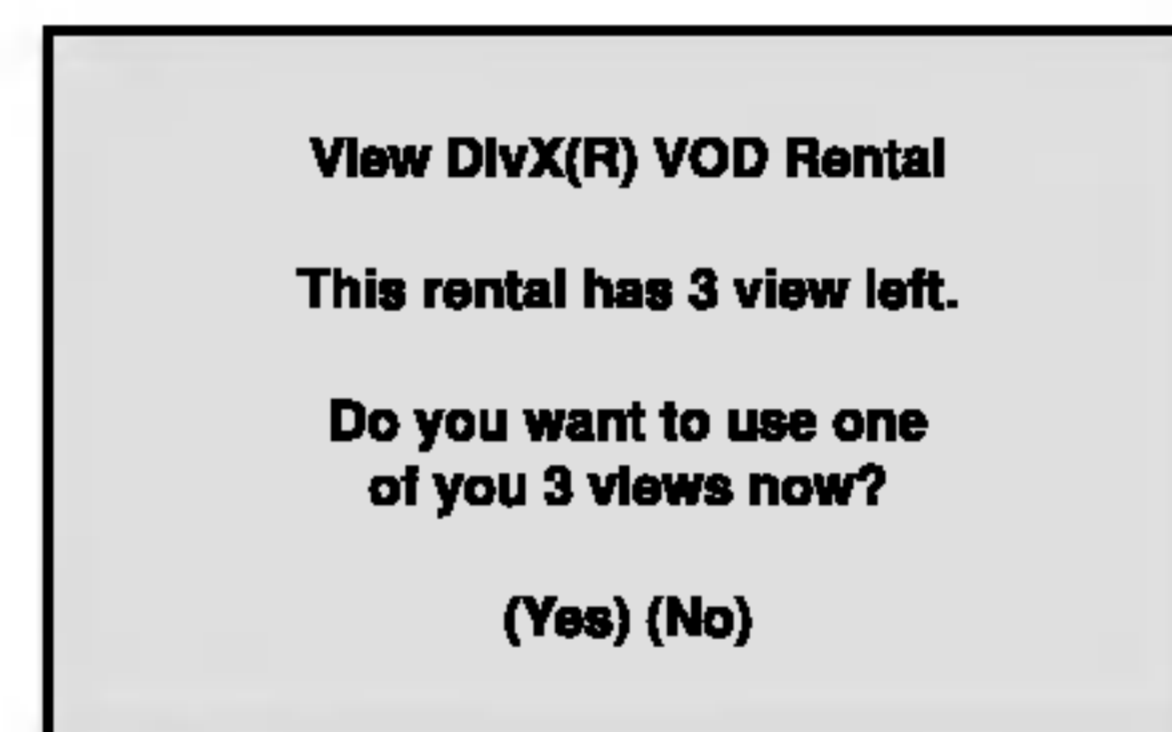 View DivX(R) VOD Rental
This rental has 3 view left.
Do you want to use one
of you 3 views now?
(Yes) (No)